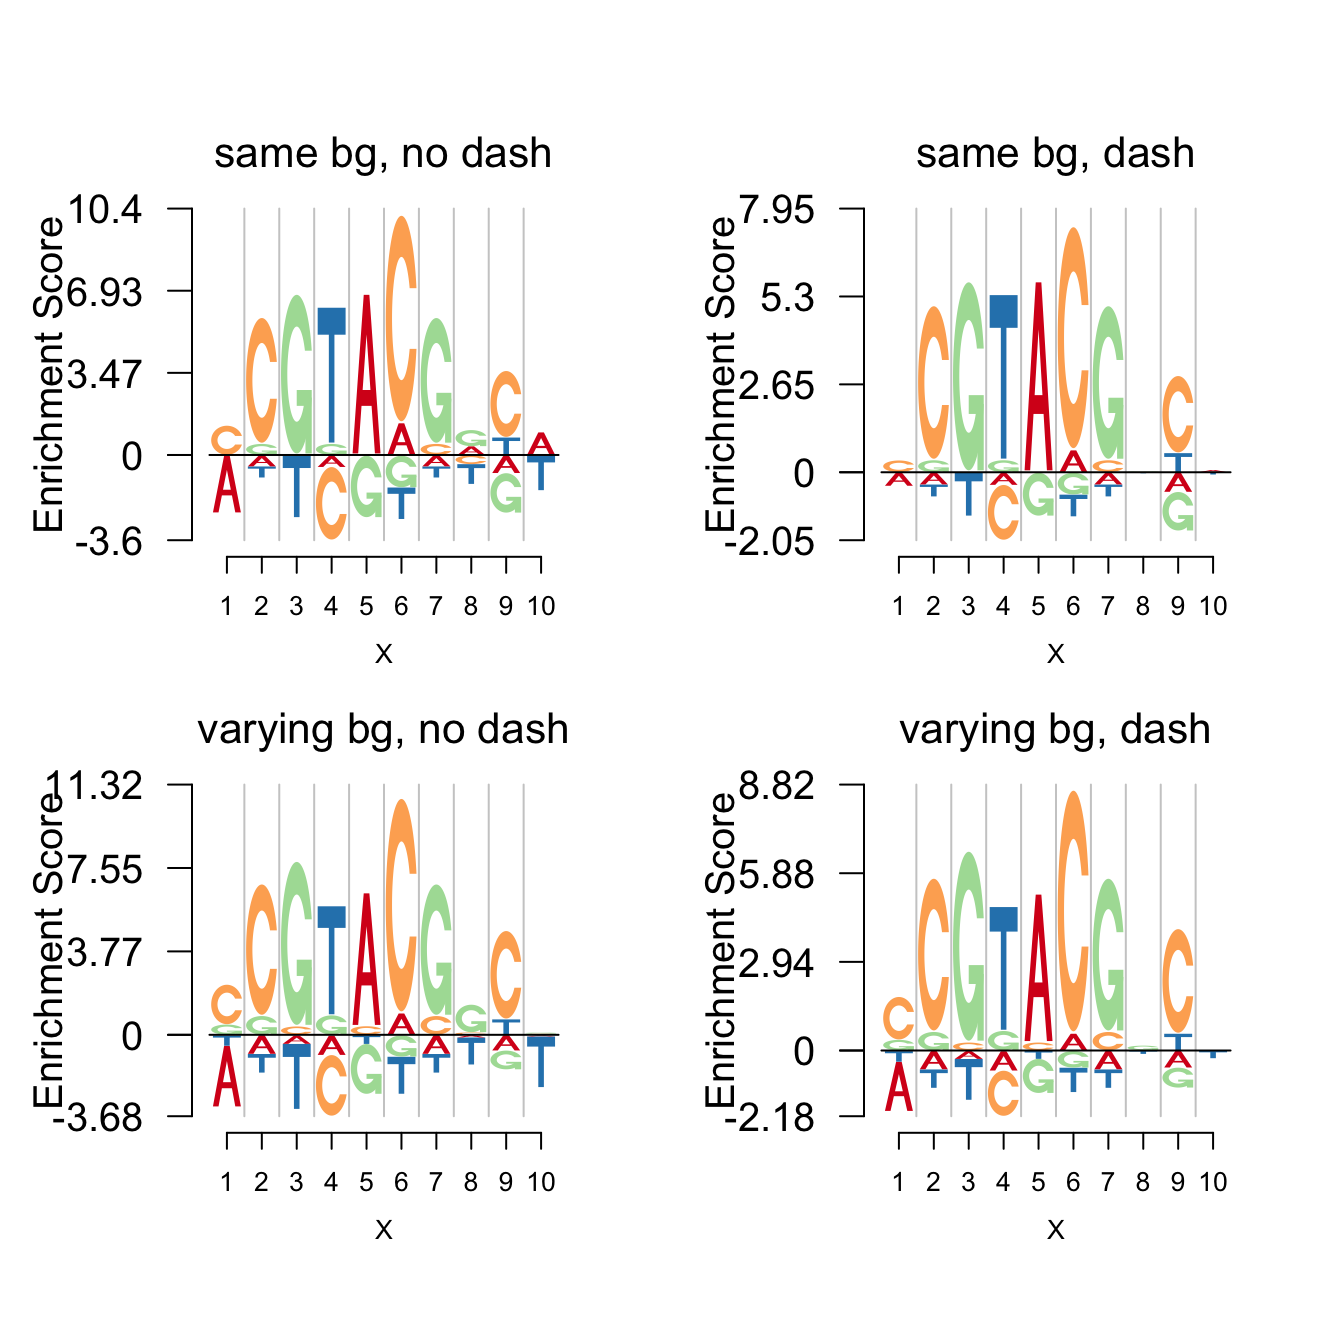 same bg, no dash
Enrichment Score
10.4
6.93
3.47
0
-3.6
C C G T A C G G C A
G G A C A T
A A T A G G A C A T
T C T T T G
1 2 3 4 5 6 7 8 9 10
X
same bg, dash
Enrichment Score
7.95
5.3
2.65
0
-2.05
C C G T A C G C
G G A C T
A A T A G G A A
T C T T G
1 2 3 4 5 6 7 8 9 10
X
varying bg, no dash
Enrichment Score
11.32
7.55
3.77
0
-3.68
C C G T A C G G C
G G C G C A C T
T A A A T G A A T
A T T C G T T T G
1 2 3 4 5 6 7 8 9 10
X
varying bg, dash
Enrichment Score
8.82
5.88
2.94
0
-2.18
C C G T A C G C
G G C G C A C T
T A A A T G A A
A T T C G T T G
1 2 3 4 5 6 7 8 9 10
X